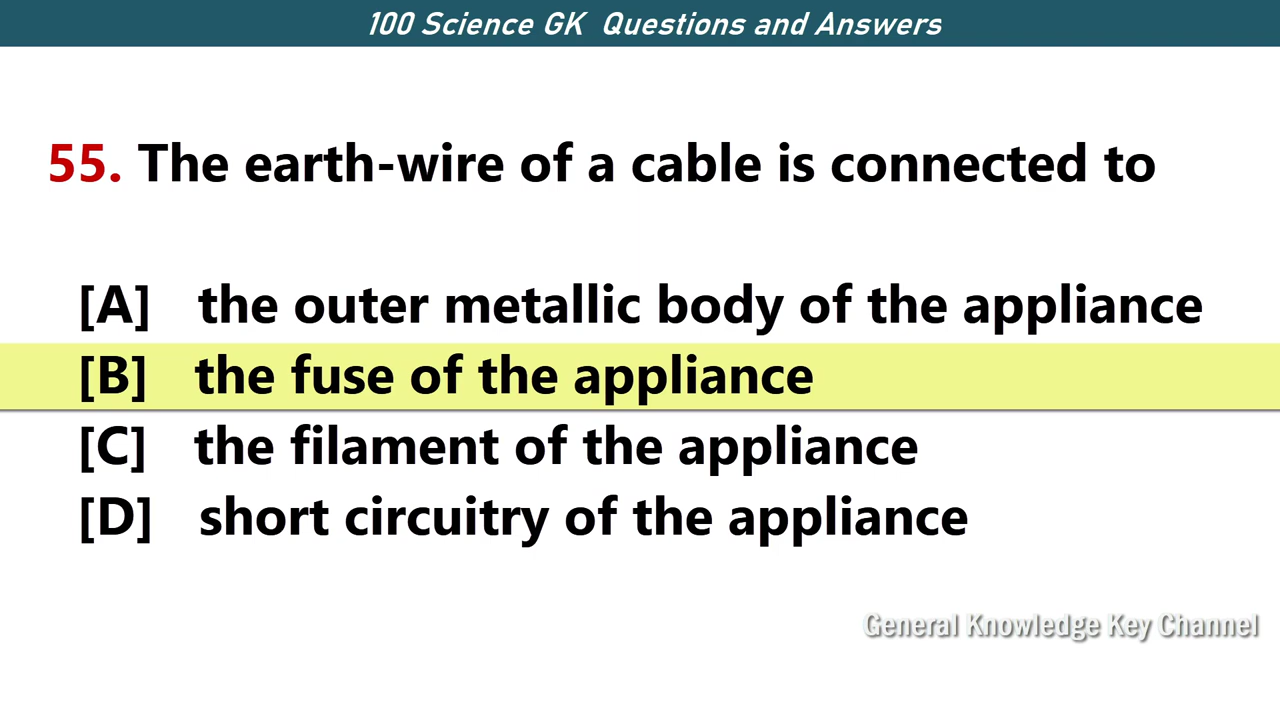 100 Science GK Questions and Answers
55. The earth-wire of a cable is connected to
[A] the outer metallic body of the appliance
[B] the fuse of the appliance
[C] the filament of the appliance
[D] short circuitry of the appliance
General Knowledge Key Channel